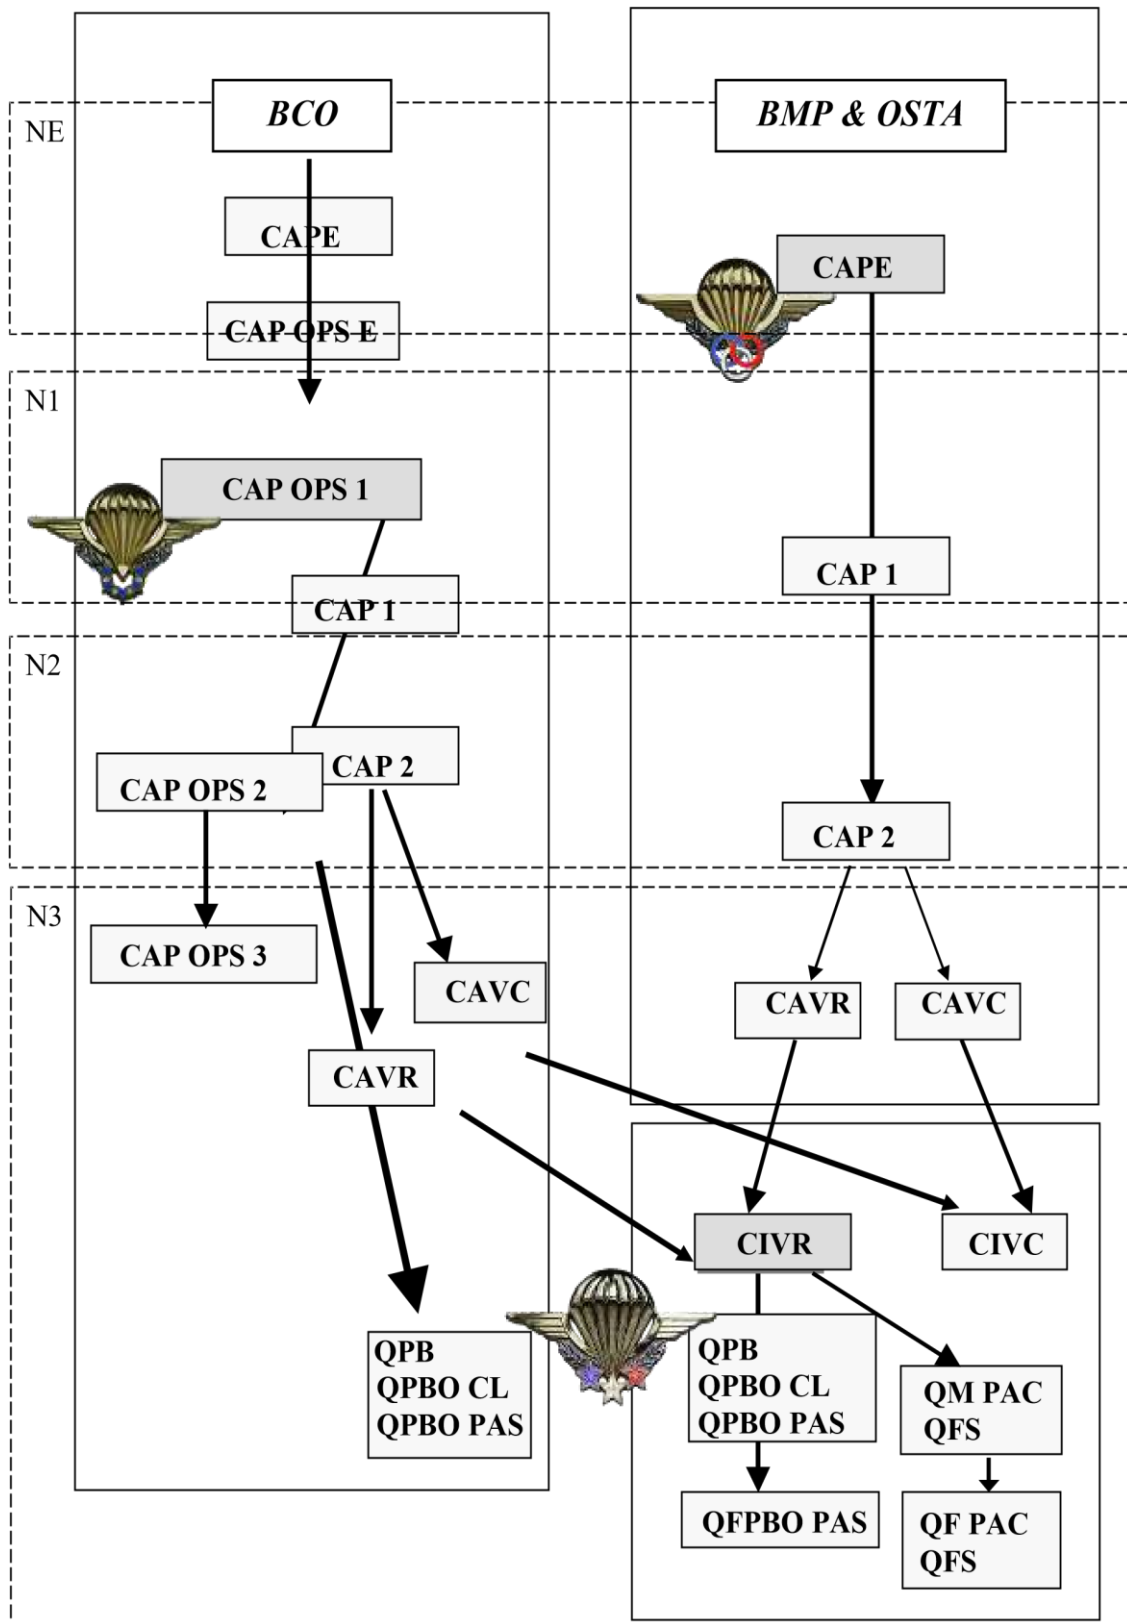 BCO
BMP & OSTA
NE
CAPE
CAPE
CAP OPS E
N1
CAP OPS 1
CAP 1
CAP 1
N2
CAP 2
CAP OPS 2
CAP 2
N3
CAP OPS 3
CAVC
CAVR
CAVC
CAVR
CIVR
CIVC
QPB
QPBO CL
QPBO PAS
QPB
QPBO CL
QPBO PAS
QM PAC
QFS
QFPBO PAS
QF PAC
QFS